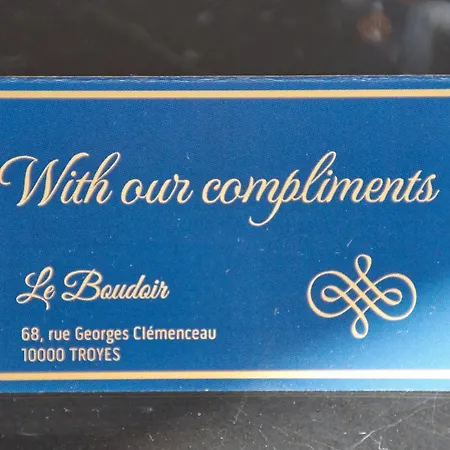 With our compliments
Le Boudoir
68, rue Georges Clémenceau
10000 TROYES